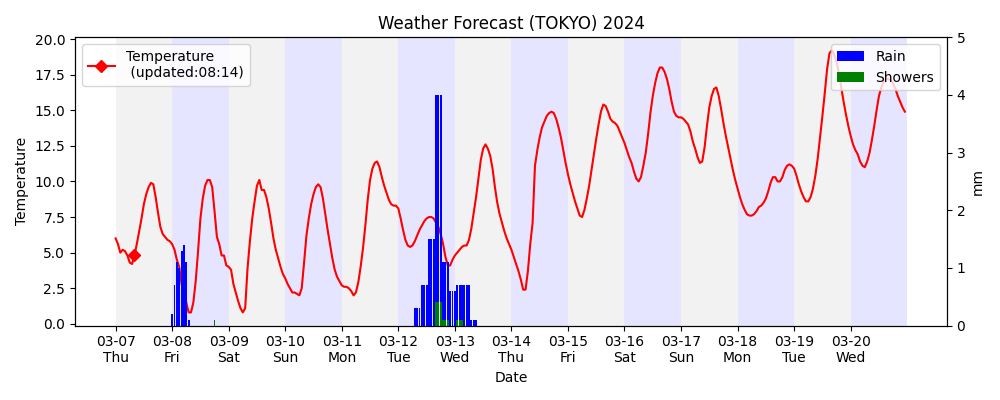 Weather Forecast (TOKYO) 2024
Temperature
(updated:08:14)
Rain
Showers
Temperature
20.0
17.5
15.0
12.5
10.0
7.5
5.0
2.5
0.0
5
4
3
2
1
0
mm
03-07 03-08 03-09 03-10 03-11 03-12 03-13 03-14 03-15 03-16 03-17 03-18 03-19 03-20
Thu Fri Sat Sun Mon Tue Wed Thu Fri Sat Sun Mon Tue Wed
Date